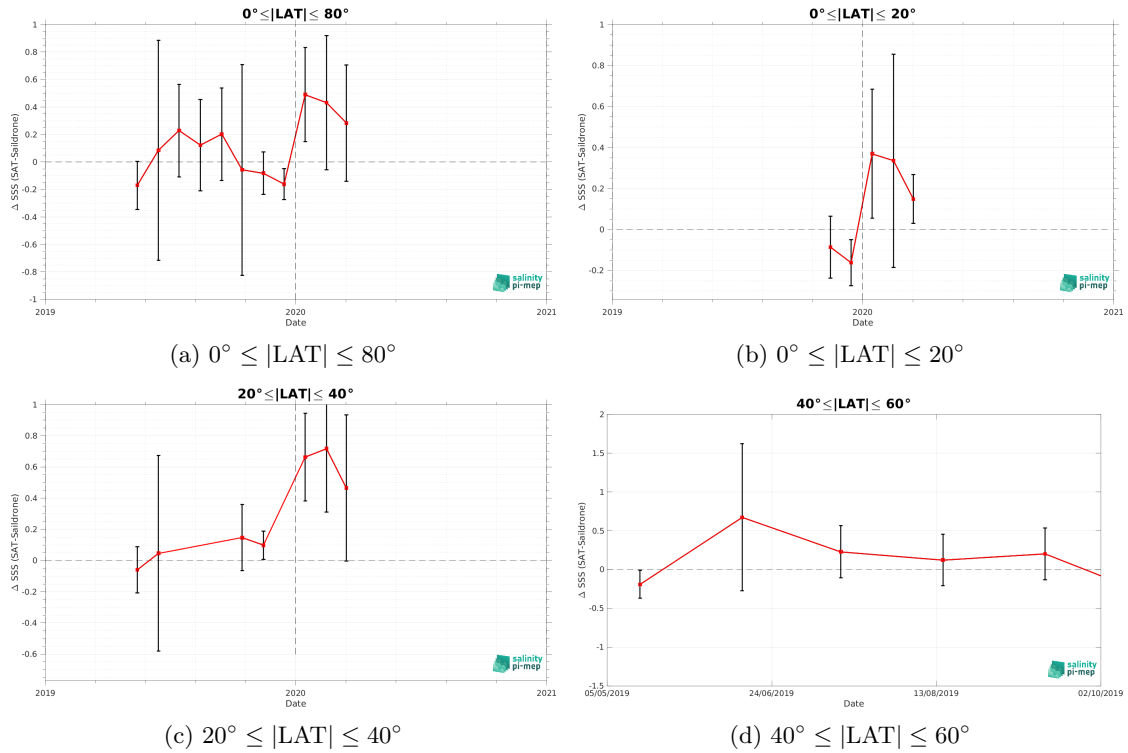 0°≤|LAT|≤ 80°
1
0.8
0.6
0.4
0.2
0
-0.2
-0.4
-0.6
-0.8
-1
Δ SSS (SAT-Saildrone)
2019
2020
2021
Date
salinity
pi-mep
(a) 0° ≤ |LAT| ≤ 80°
0°≤|LAT|≤ 20°
1
0.8
0.6
0.4
0.2
0
-0.2
Δ SSS (SAT-Saildrone)
2019
2020
2021
Date
salinity
pi-mep
(b) 0° ≤ |LAT| ≤ 20°
20°≤|LAT|≤ 40°
1
0.8
0.6
0.4
0.2
0
-0.2
-0.4
-0.6
Δ SSS (SAT-Saildrone)
2019
2020
2021
Date
salinity
pi-mep
(c) 20° ≤ |LAT| ≤ 40°
40°≤|LAT|≤ 60°
2
1.5
1
0.5
0
-0.5
-1
-1.5
Δ SSS (SAT-Saildrone)
05/05/2019
24/06/2019
13/08/2019
02/10/2019
Date
salinity
pi-mep
(d) 40° ≤ |LAT| ≤ 60°